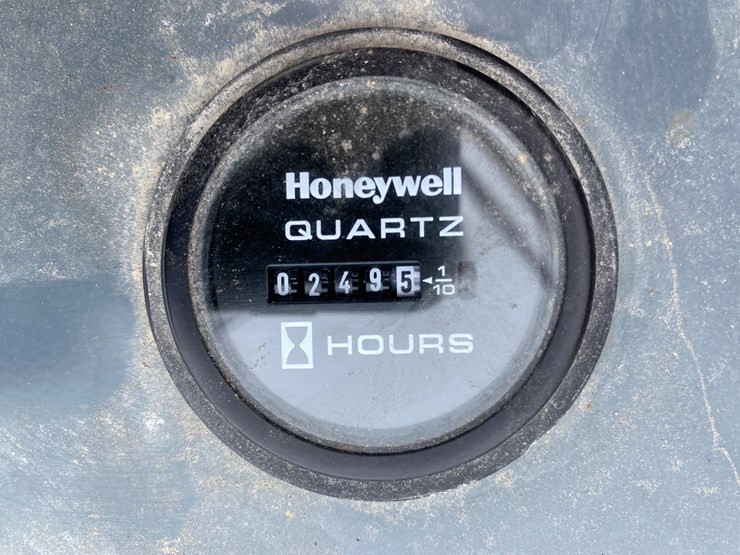 Honeywell
QUARTZ
02495 ◄ 1/10
HOURS